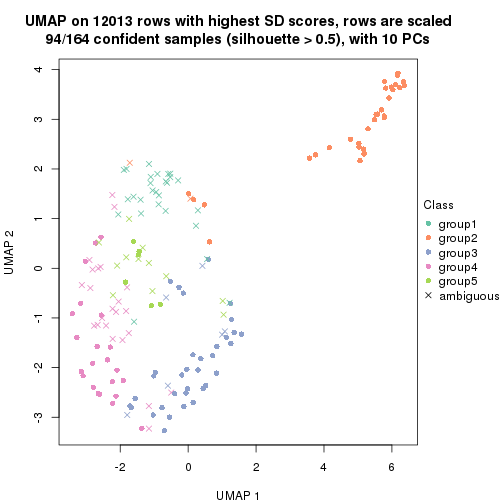 UMAP on 12013 rows with highest SD scores, rows are scaled
94/164 confident samples (silhouette > 0.5), with 10 PCs
4
3
2
1
0
-1
-2
-3
UMAP 2
-2
0
2
4
6
UMAP 1
Class
group1
group2
group3
group4
group5
ambiguous